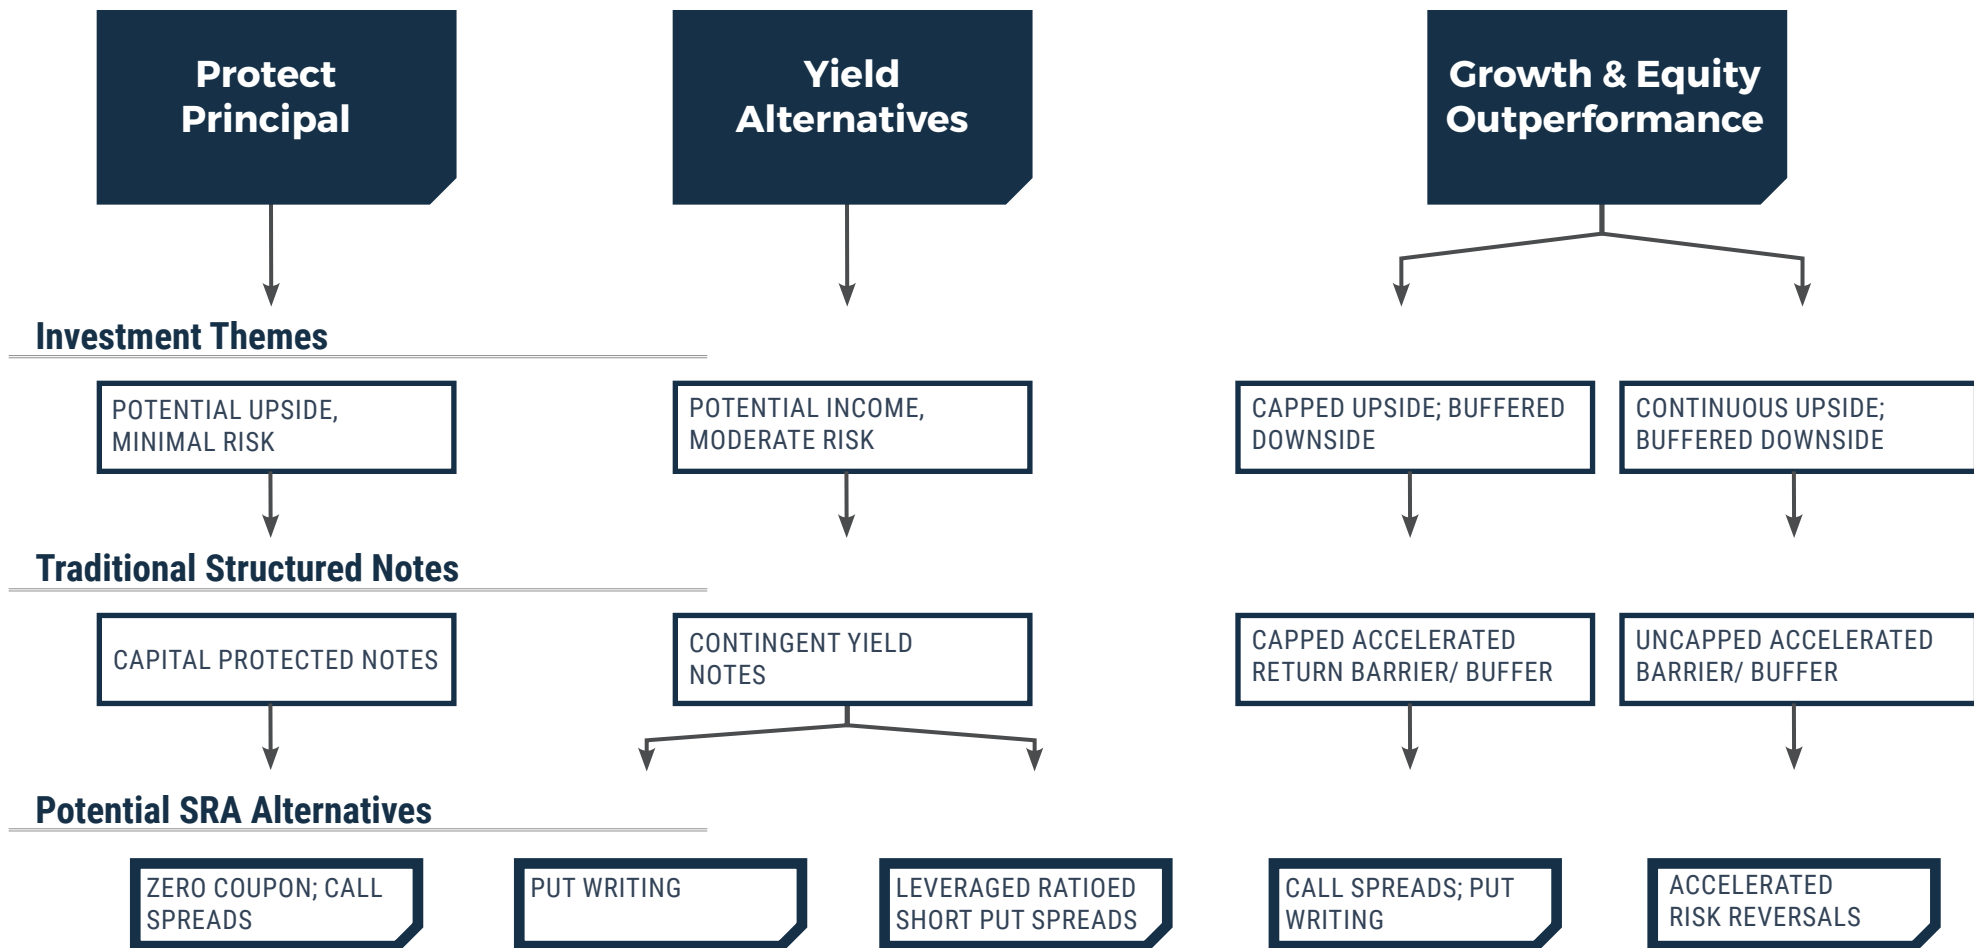 Protect
Principal
Yield
Alternatives
Growth & Equity
Outperformance
Investment Themes
POTENTIAL UPSIDE,
MINIMAL RISK
POTENTIAL INCOME,
MODERATE RISK
CAPPED UPSIDE; BUFFERED
DOWNSIDE
CONTINUOUS UPSIDE;
BUFFERED DOWNSIDE
Traditional Structured Notes
CAPITAL PROTECTED NOTES
CONTINGENT YIELD
NOTES
CAPPED ACCELERATED
RETURN BARRIER/ BUFFER
UNCAPPED ACCELERATED
BARRIER/ BUFFER
Potential SRA Alternatives
ZERO COUPON; CALL
SPREADS
PUT WRITING
LEVERAGED RATIOED
SHORT PUT SPREADS
CALL SPREADS; PUT
WRITING
ACCELERATED
RISK REVERSALS